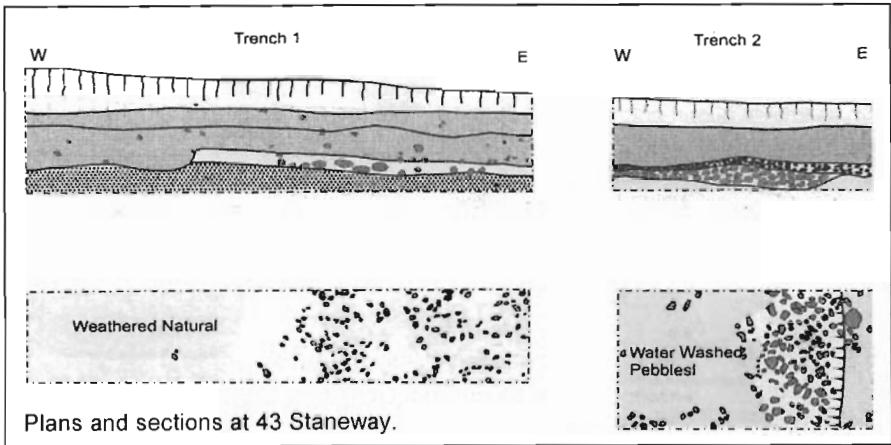 Trench 1
W
E
Trench 2
W
E
Weathered Natural
Water Washed
Pebbles!
Plans and sections at 43 Staneway.